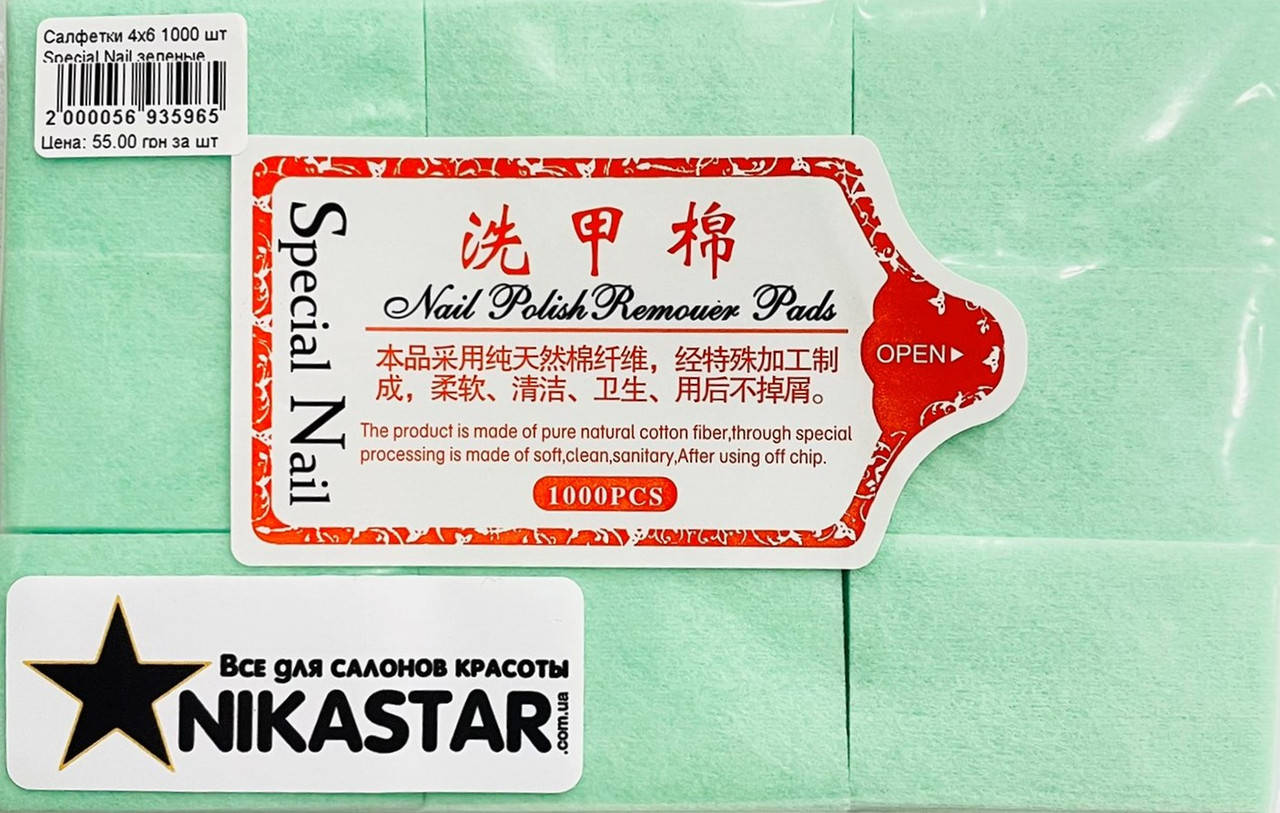 Салфетки 4x6 1000 шт
Special Nail зеленые
2 000056 935965
Цена: 55.00 грн за шт
Special Nail
洗甲棉
Nail Polish Remouer Pads
本品采用纯天然棉纤维，经特殊加工制
成，柔软、清洁、卫生、用后不掉屑。
The product is made of pure natural cotton fiber,through special
processing is made of soft,clean,sanitary,After using off chip.
1000PCS
OPEN
Все для салонов красоты
NIKASTAR
.com.ua